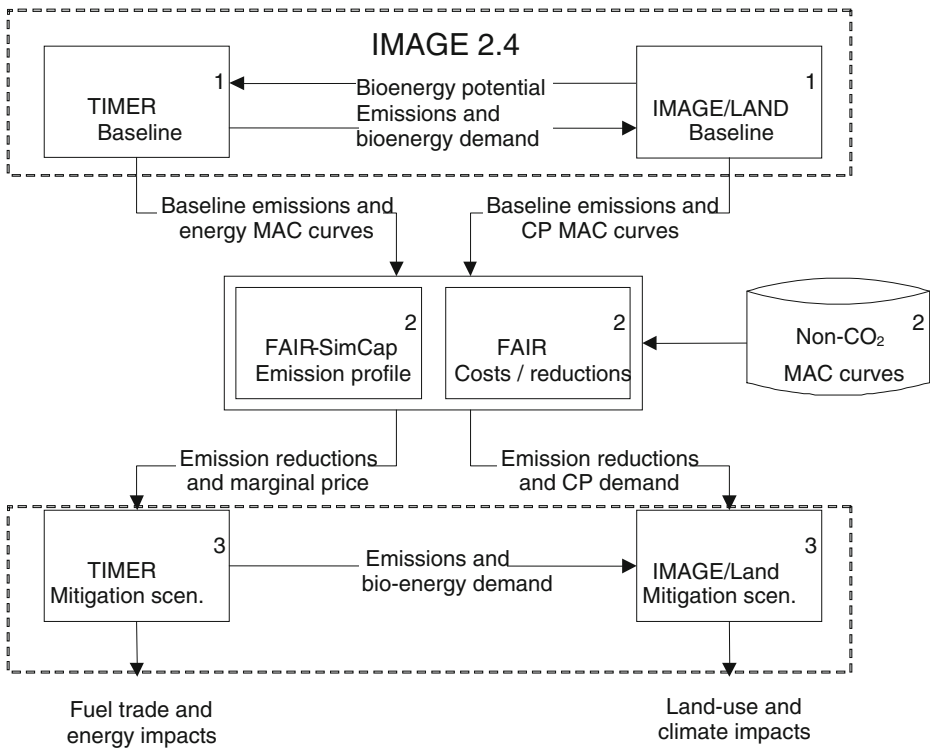 IMAGE 2.4
1
TIMER
Baseline
Bioenergy potential
Emissions and
bioenergy demand
1
IMAGE/LAND
Baseline
Baseline emissions and
energy MAC curves
Baseline emissions and
CP MAC curves
2
FAIR-SimCap
Emission profile
2
FAIR
Costs / reductions
2
Non-CO₂
MAC curves
Emission reductions
and marginal price
Emission reductions
and CP demand
3
TIMER
Mitigation scen.
Emissions and
bio-energy demand
3
IMAGE/Land
Mitigation scen.
Fuel trade and
energy impacts
Land-use and
climate impacts